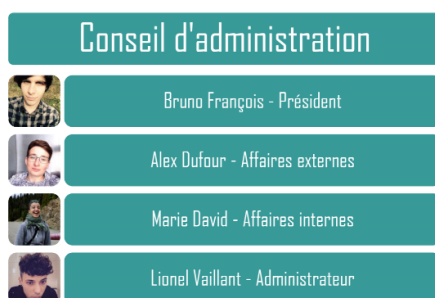 Conseil d'administration
Bruno François - Président
Alex Dufour - Affaires externes
Marie David - Affaires internes
Lionel Vaillant - Administrateur